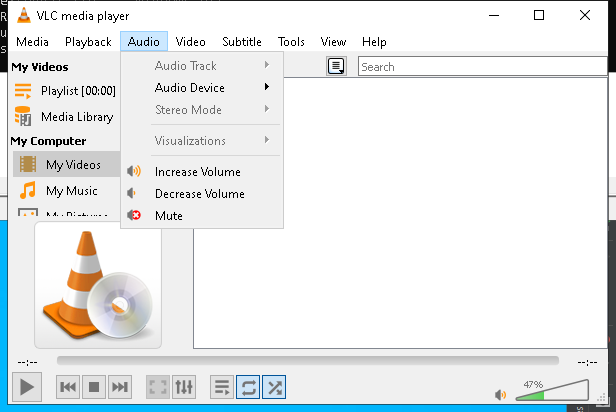 VLC media player
Media Playback Audio Video Subtitle Tools View Help
My Videos
Playlist [00:00]
Media Library
My Computer
My Videos
My Music
My Pictures
Audio Track
Audio Device
Stereo Mode
Visualizations
Increase Volume
Decrease Volume
Mute
Search
--:-- --:--
47%